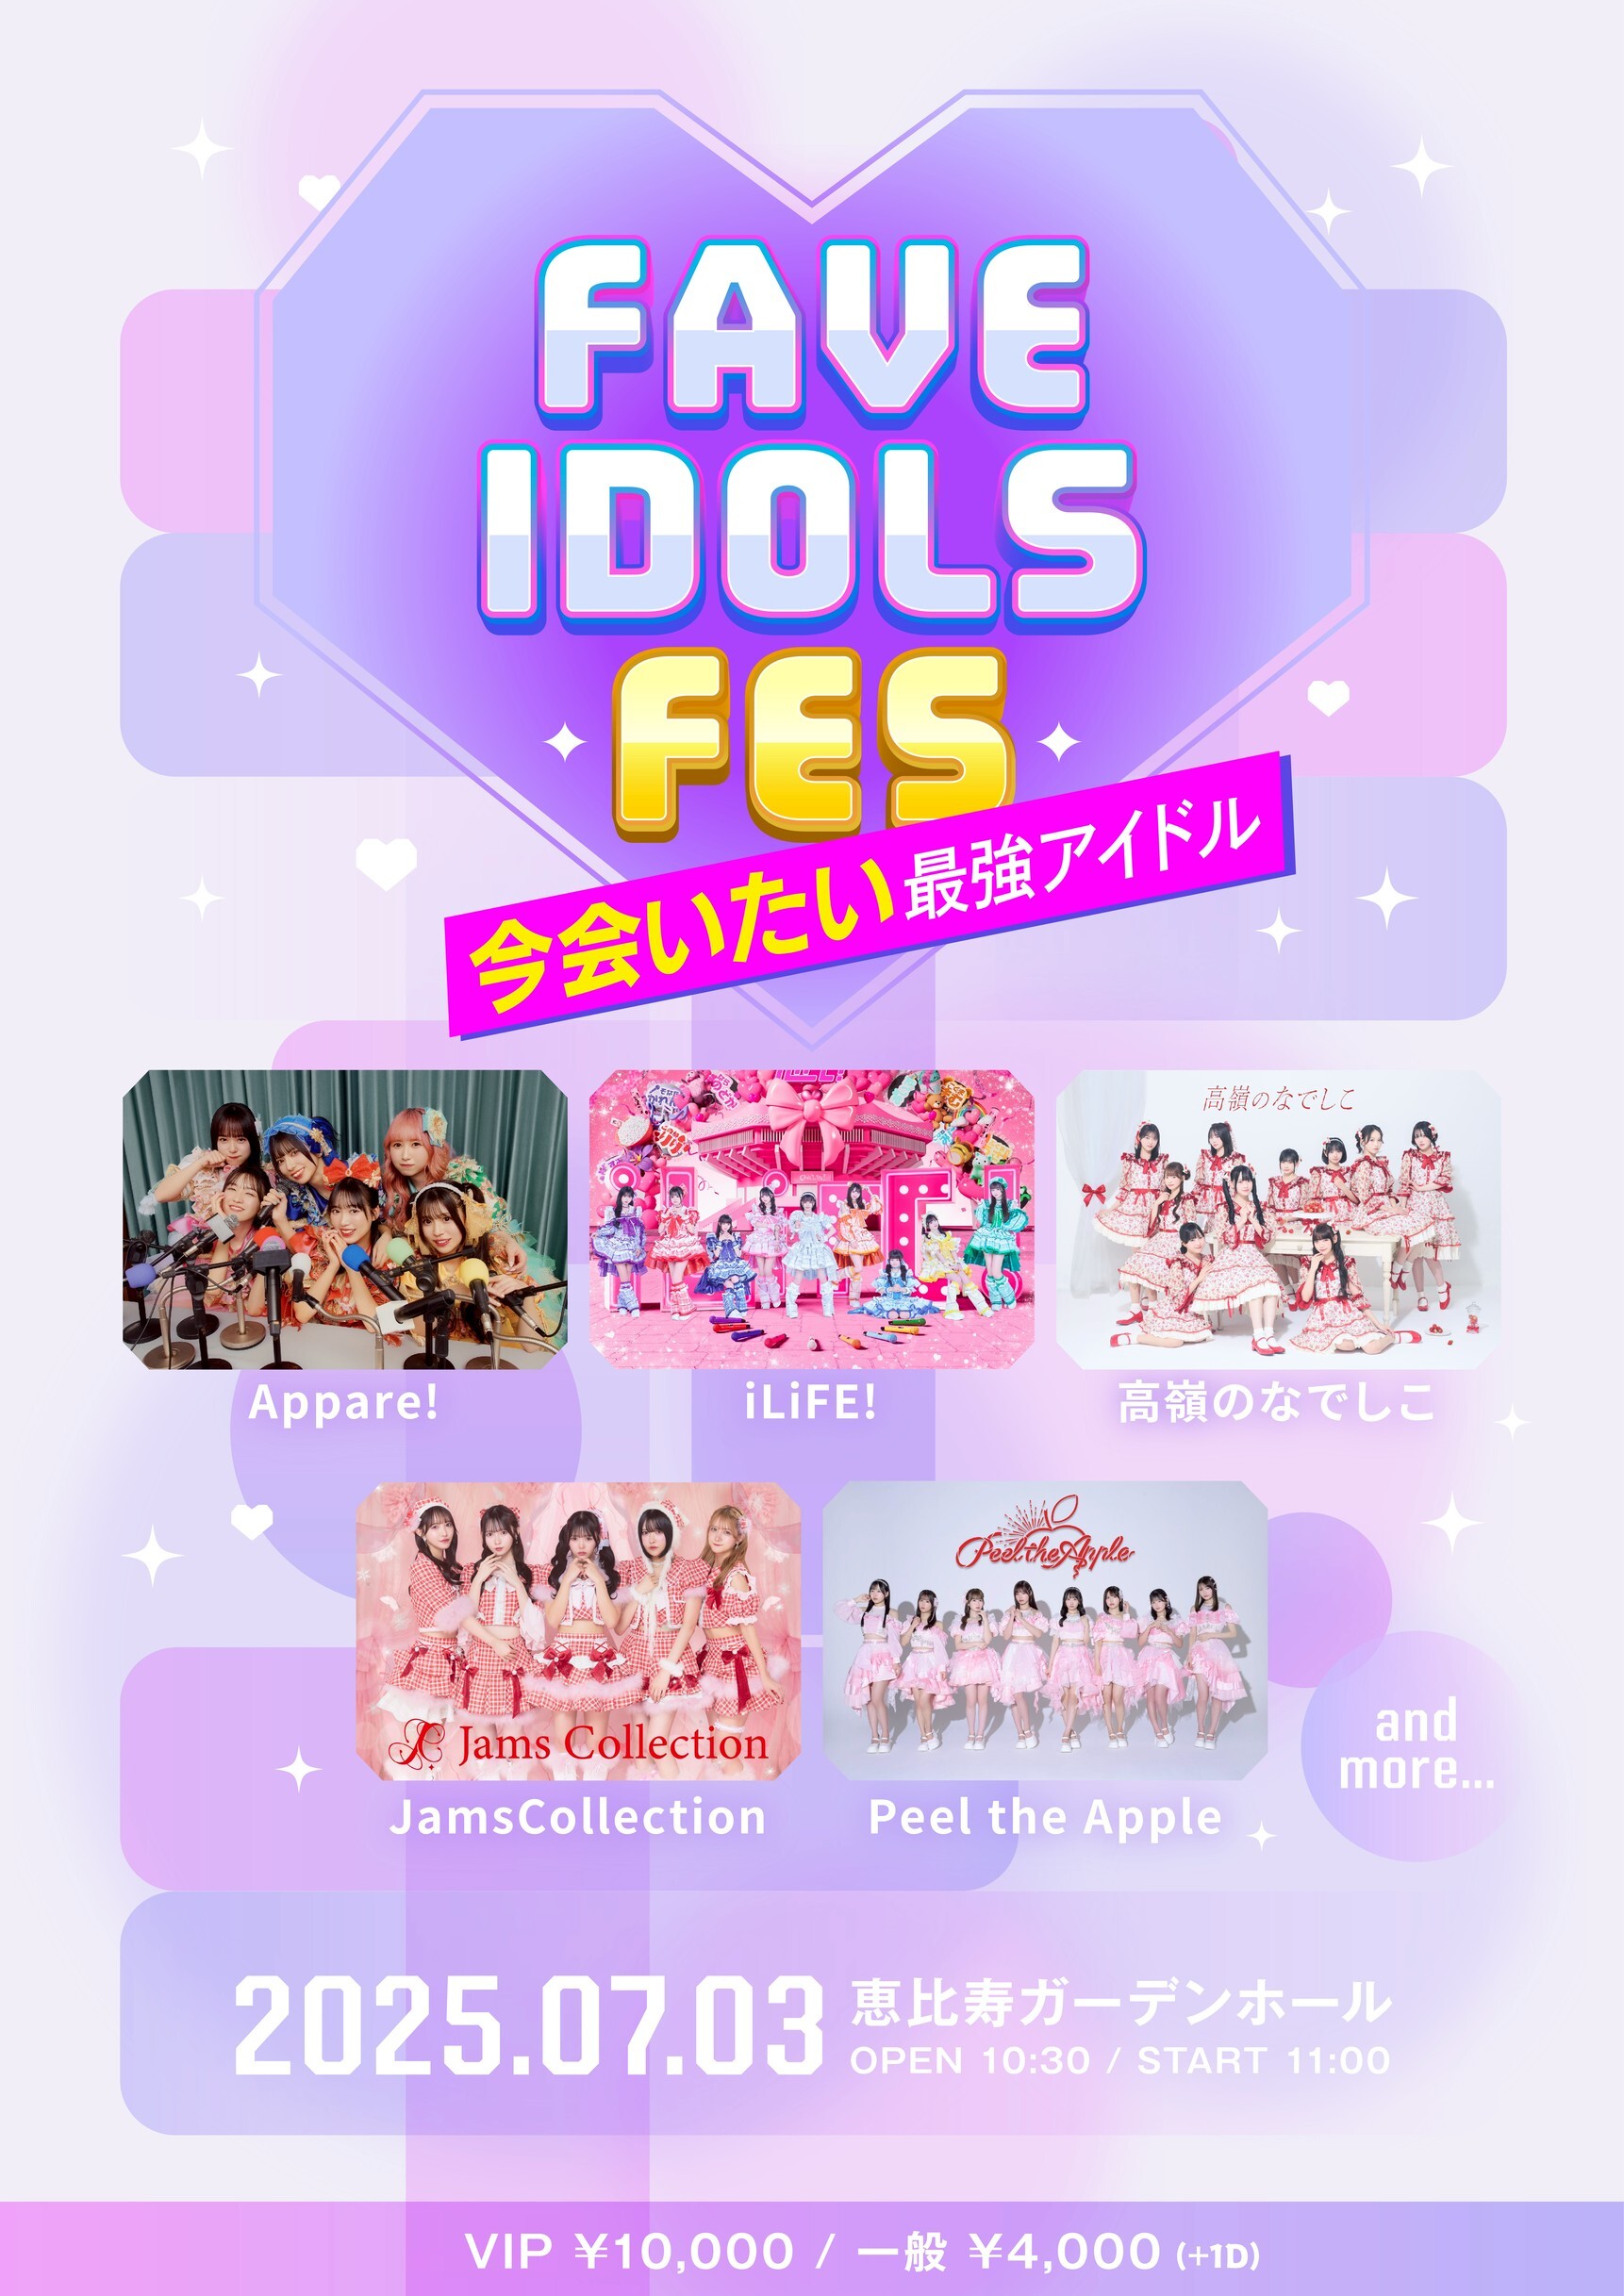 FAVE
IDOLS
FES
今会いたい最強アイドル
高嶺のなでしこ
Appare!
iLiFE!
高嶺のなでしこ
Peel the Apple
Jams Collection
and
more...
JamsCollection
Peel the Apple
2025.07.03
恵比寿ガーデンホール
OPEN 10:30 / START 11:00
VIP ¥10,000 / 一般 ¥4,000 (+1D)